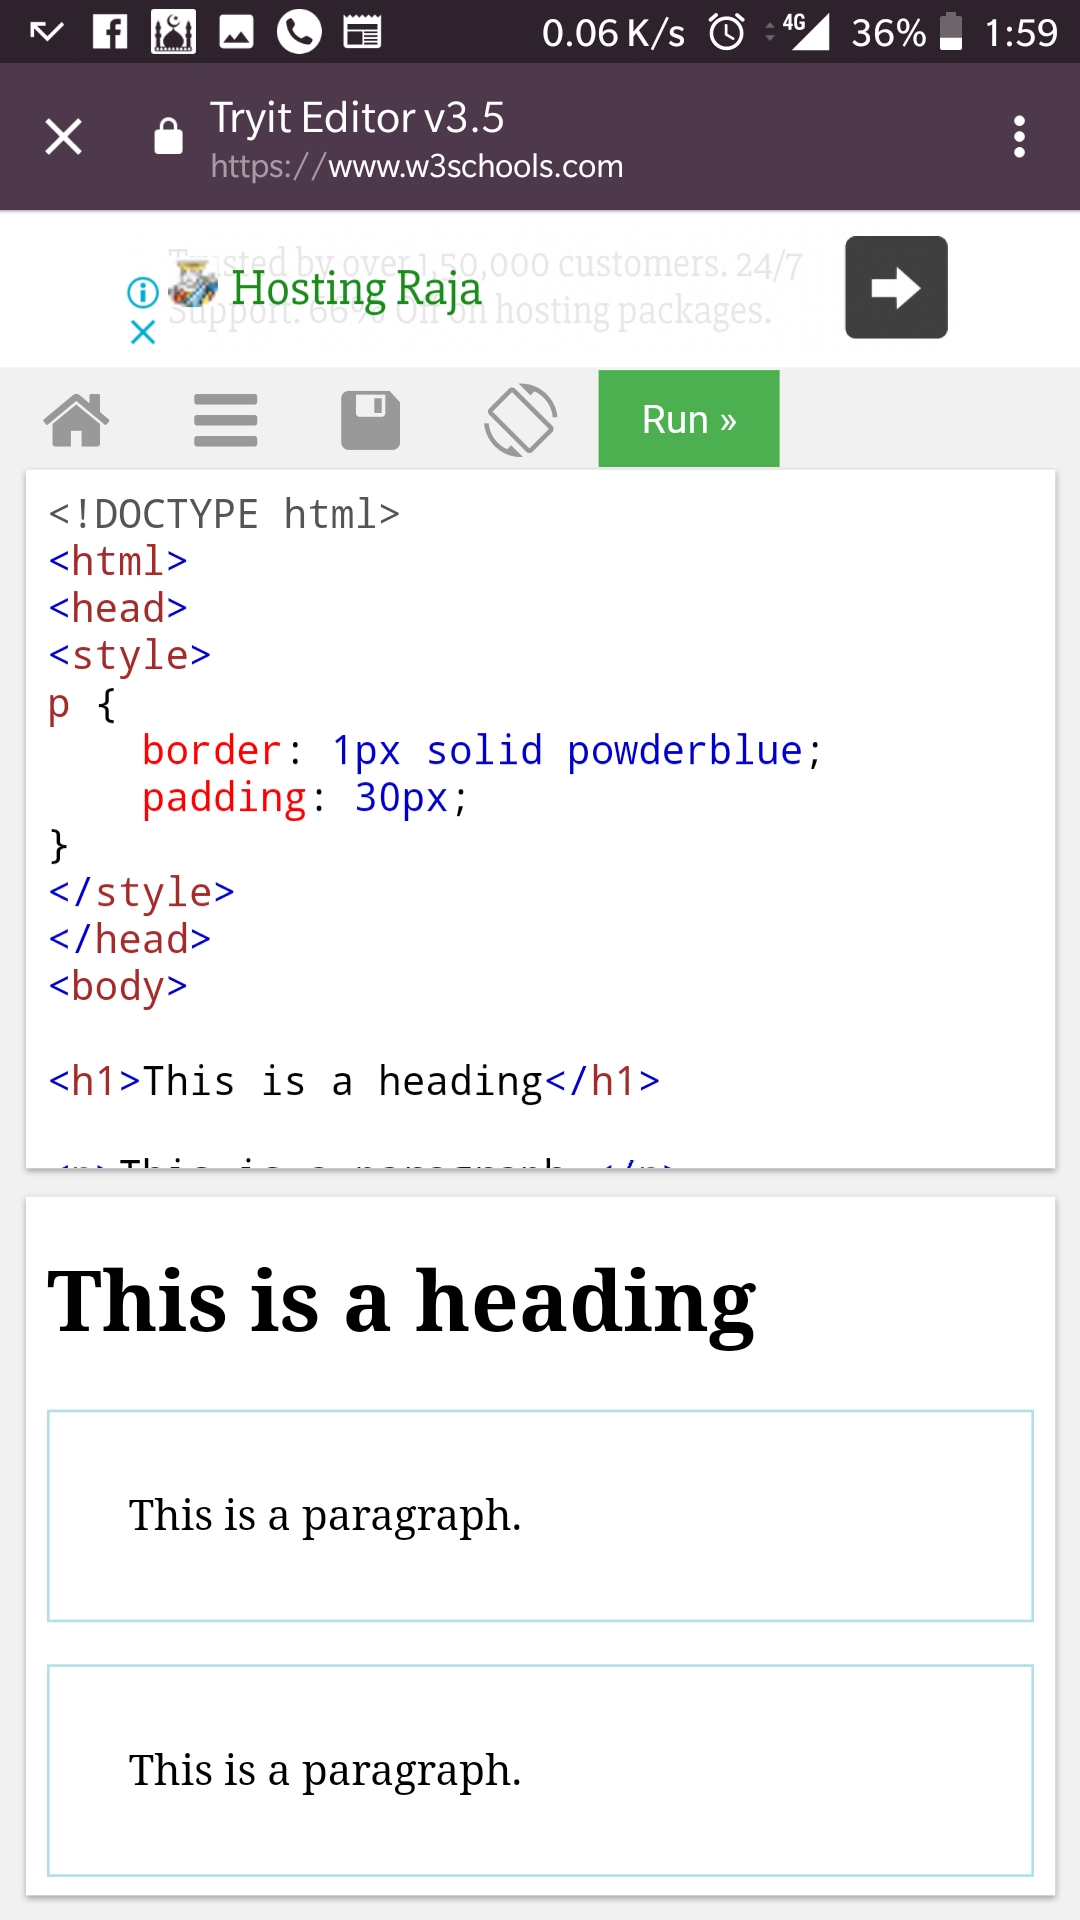 0.06 K/s 4G 36% 1:59
Tryit Editor v3.5
https://www.w3schools.com
Trusted by over 1,50,000 customers. 24/7
Hosting Raja
Support. 66% Off on hosting packages.
Run »
<!DOCTYPE html>
<html>
<head>
<style>
p {
    border: 1px solid powderblue;
    padding: 30px;
}
</style>
</head>
<body>
<h1>This is a heading</h1>
<p>This is a paragraph.</p>
This is a heading
This is a paragraph.
This is a paragraph.